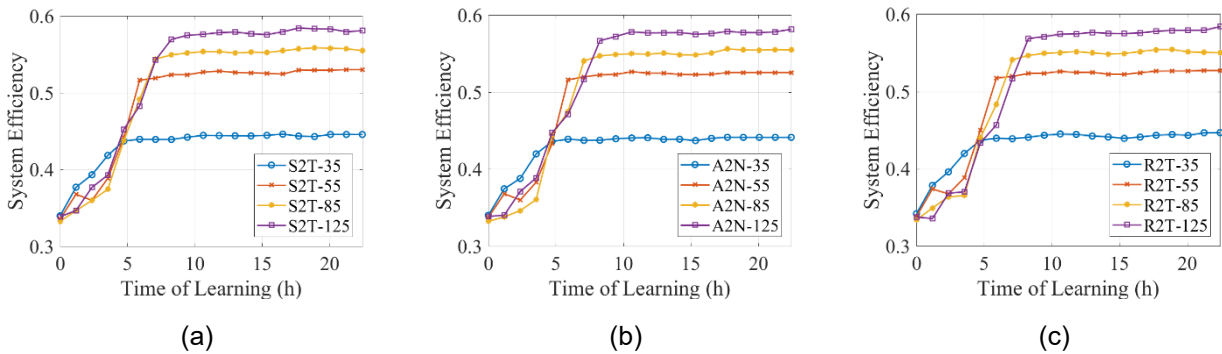 System Efficiency
0.6
0.5
0.4
0.3
S2T-35
S2T-55
S2T-85
S2T-125
0 5 10 15 20
Time of Learning (h)
(a)
System Efficiency
0.6
0.5
0.4
0.3
A2N-35
A2N-55
A2N-85
A2N-125
0 5 10 15 20
Time of Learning (h)
(b)
System Efficiency
0.6
0.5
0.4
0.3
R2T-35
R2T-55
R2T-85
R2T-125
0 5 10 15 20
Time of Learning (h)
(c)